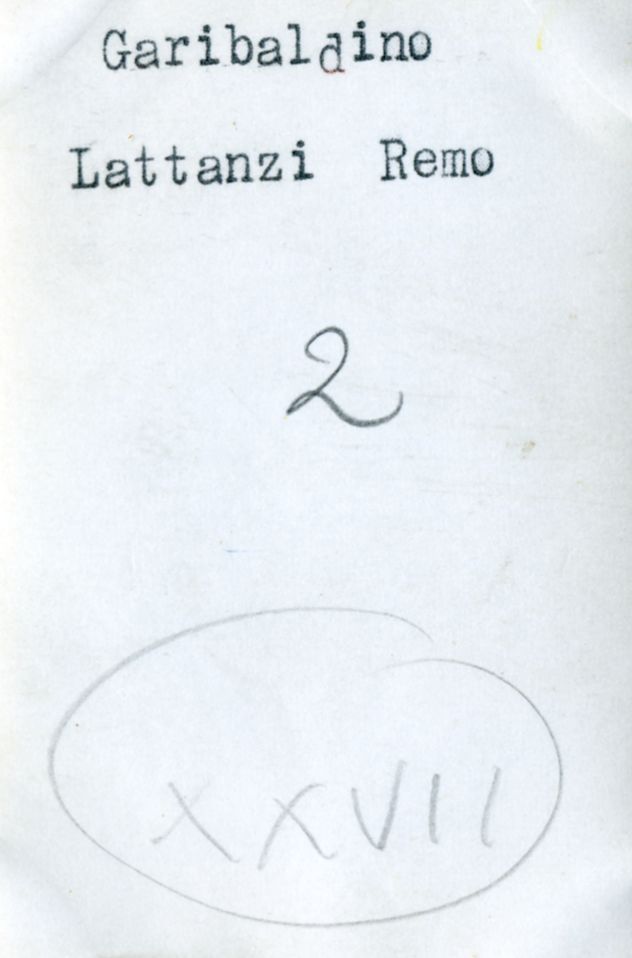 Garibaldino
Lattanzi Remo
2
XXVII